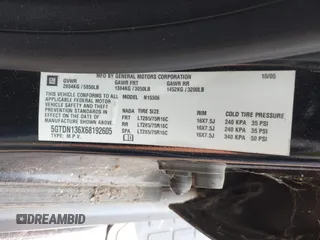 GM
MFD BY GENERAL MOTORS CORPORATION 10/05
GVWR GAWR FRT GAWR RR
1384KG/3050LB 1452KG/3200LB
THIS VEHICLE CONFORMS TO ALL
APPLICABLE U.S. FEDERAL MOTOR
VEHICLE SAFETY AND THEFT
PREVENTION STANDARDS IN EFFECT
ON THE DATE OF MANUFACTURE
SHOWN ABOVE.
5GTDN136X68192605
TYPE: M.P.V.
MODEL: N15306
TIRE SIZE RIM COLD TIRE PRESSURE
FRT LT265/75R16C 16X7.5J 240 KPA 35 PSI
RR LT265/75R16C 16X7.5J 240 KPA 35 PSI
SPA LT265/75R16C 16X7.5J 340 KPA 50 PSI
DREAMBID